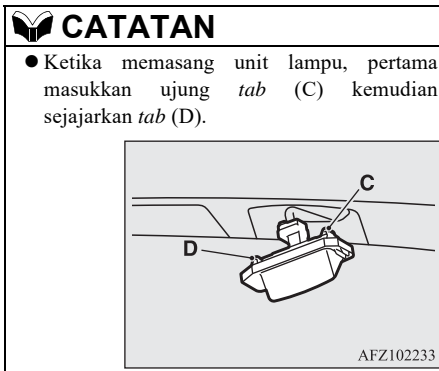 CATATAN
● Ketika memasang unit lampu, pertama
masukkan ujung tab (C) kemudian
sejajarkan tab (D).
C
D
AFZ102233